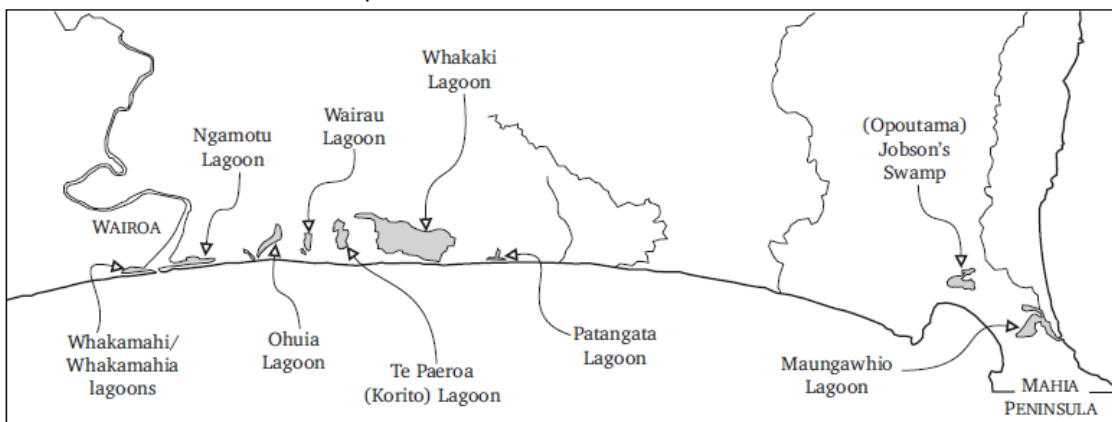 Whakaki
Lagoon
Wairau
Lagoon
Ngamotu
Lagoon
(Opoutama)
Jobson's
Swamp
WAIROA
Whakamahi/
Whakamahia
lagoons
Ohuia
Lagoon
Te Paeroa
(Korito) Lagoon
Patangata
Lagoon
Maungawhio
Lagoon
MAHIA
PENINSULA